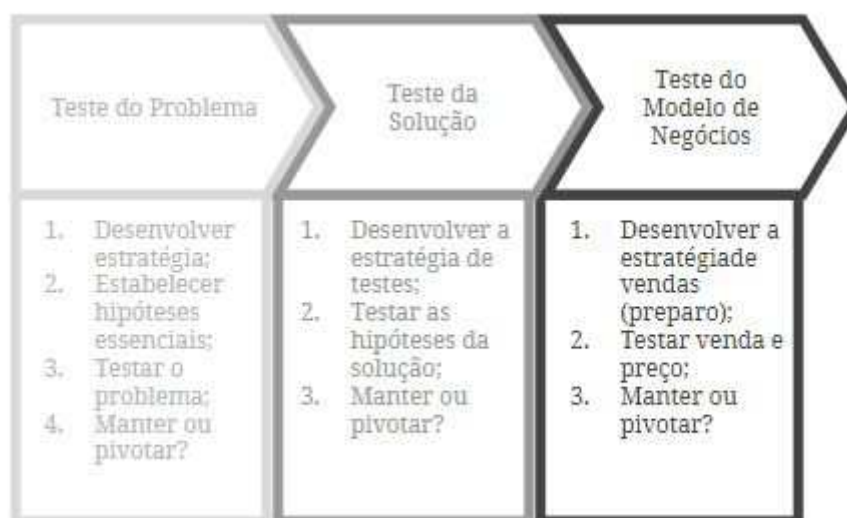 Teste do Problema
Teste da
Solução
Teste do
Modelo de
Negócios
1. Desenvolver
estratégia;
2. Estabelecer
hipóteses
essenciais;
3. Testar o
problema;
4. Manter ou
pivotar?
1. Desenvolver a
estratégia de
testes;
2. Testar as
hipóteses da
solução;
3. Manter ou
pivotar?
1. Desenvolver a
estratégiade
vendas
(preparo);
2. Testar venda e
preço;
3. Manter ou
pivotar?